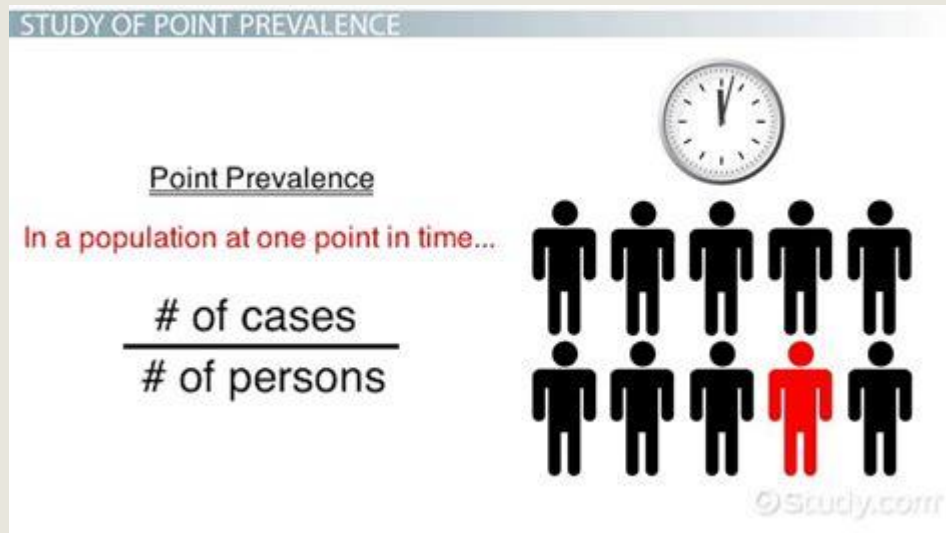 STUDY OF POINT PREVALENCE
Point Prevalence
In a population at one point in time...
# of cases
# of persons
Study.com